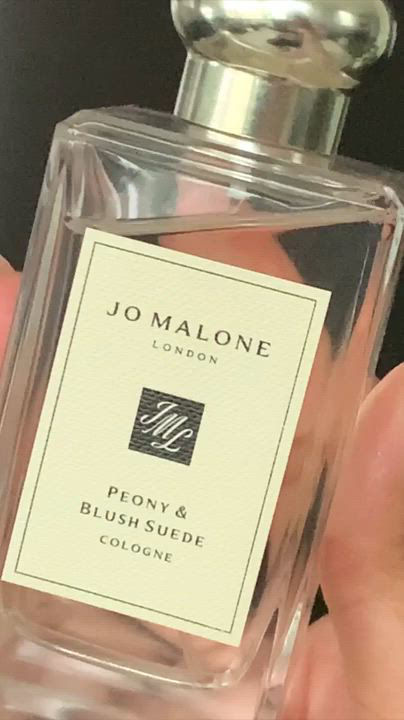 JO MALONE
LONDON
JML
PEONY &
BLUSH SUEDE
COLOGNE